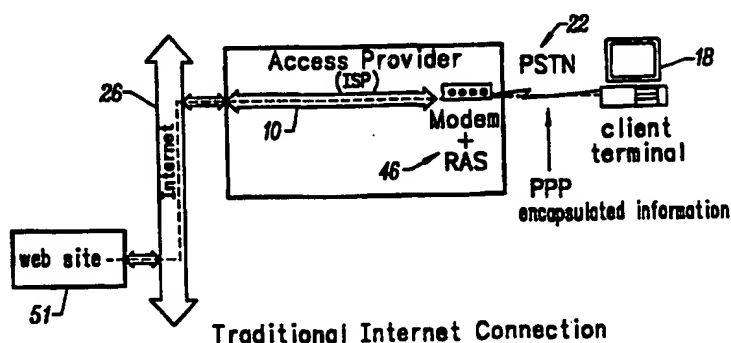 22
Access Provider
(ISP)
PSTN
18
26
10
Modem
+
RAS
46
client
terminal
Internet
PPP
encapsulated information
web site
51
Traditional Internet Connection